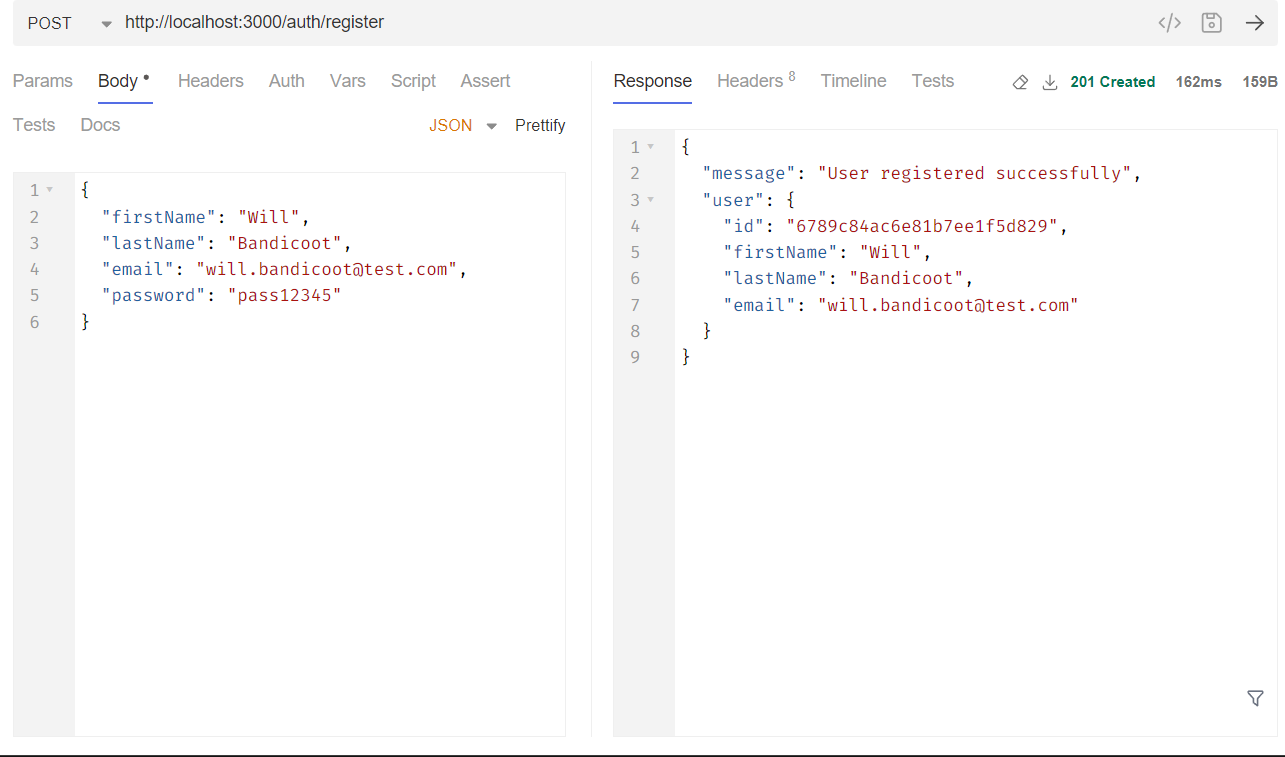 POST http://localhost:3000/auth/register </>
Params Body Headers Auth Vars Script Assert
Tests Docs JSON Prettify
1 {
2 "firstName": "Will",
3 "lastName": "Bandicoot",
4 "email": "will.bandicoot@test.com",
5 "password": "pass12345"
6 }
Response Headers 8 Timeline Tests 201 Created 162ms 159B
1 {
2 "message": "User registered successfully",
3 "user": {
4 "id": "6789c84ac6e81b7ee1f5d829",
5 "firstName": "Will",
6 "lastName": "Bandicoot",
7 "email": "will.bandicoot@test.com"
8 }
9 }